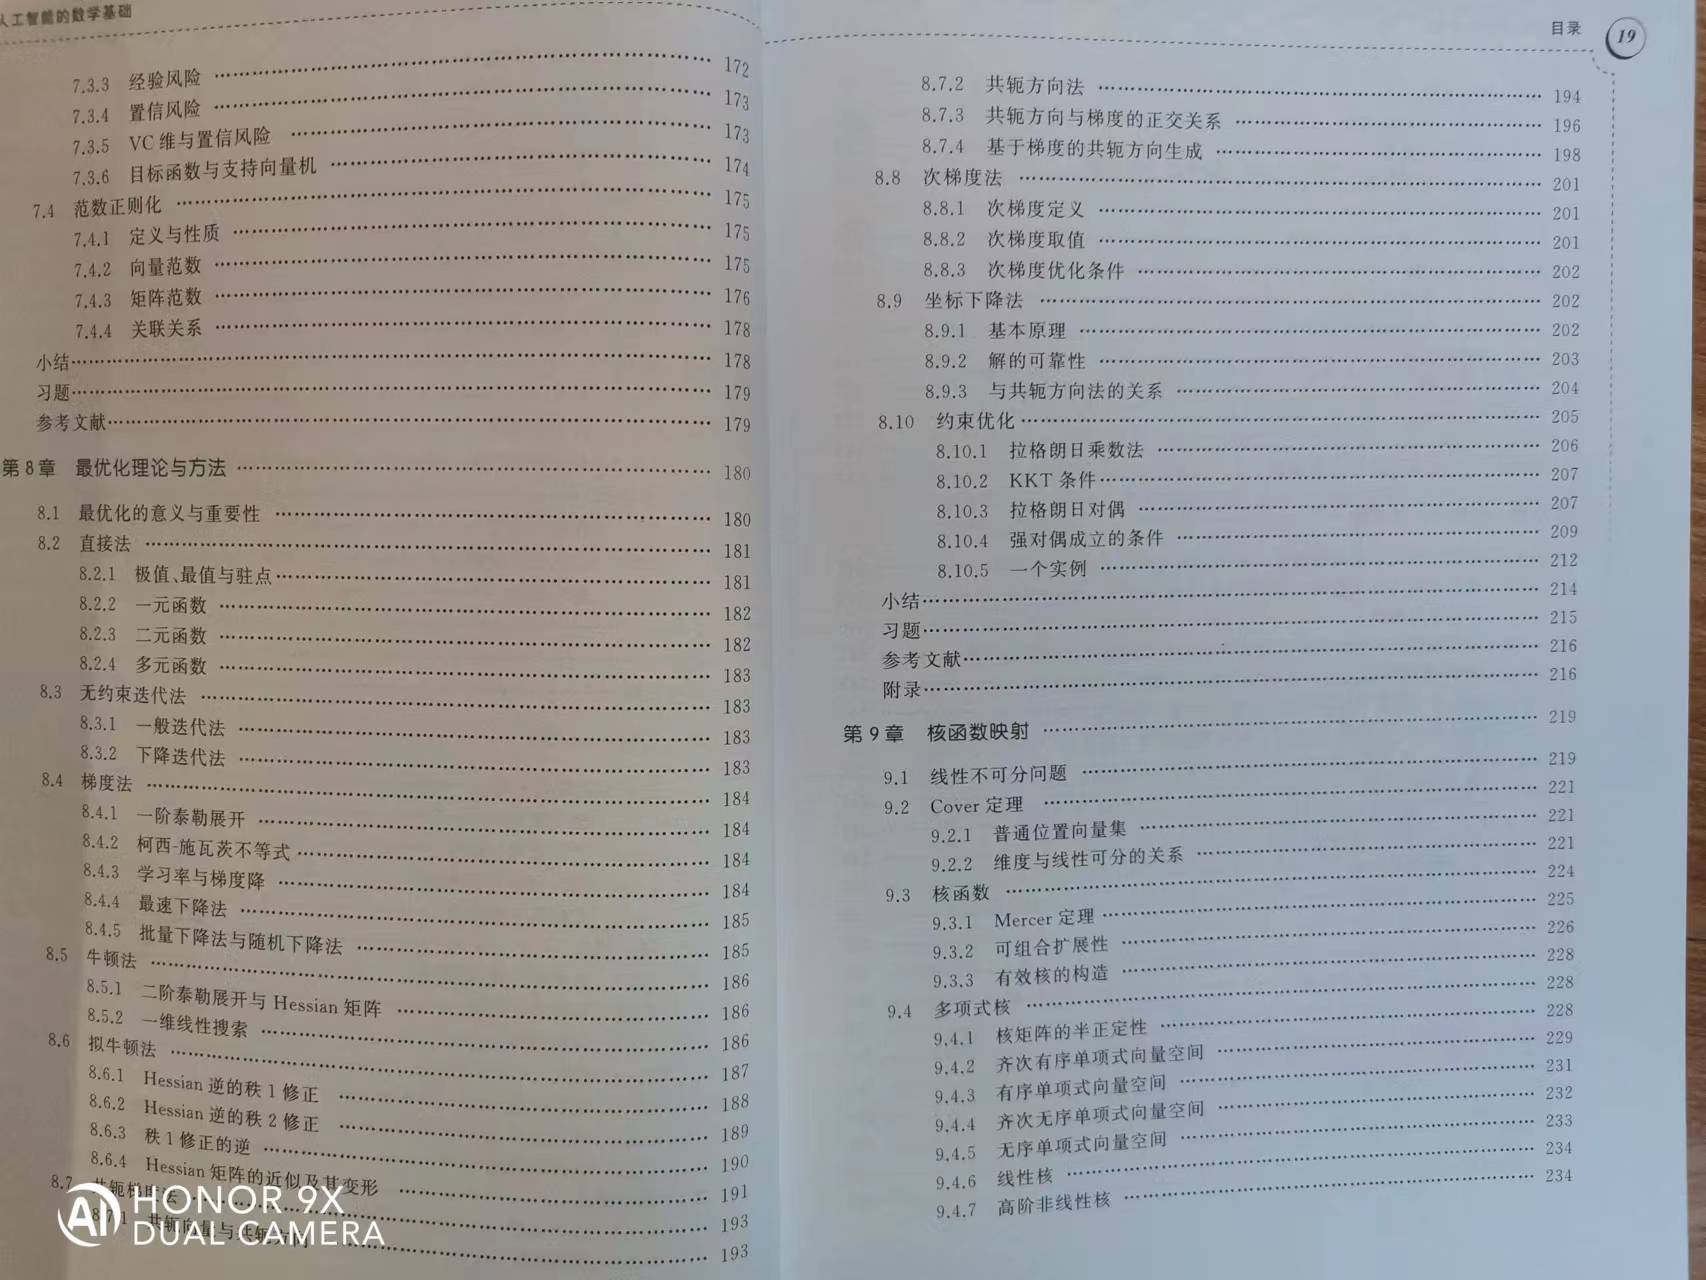 人工智能的数学基础
7.3.3 经验风险 172
7.3.4 置信风险 173
7.3.5 VC 维与置信风险 173
7.3.6 目标函数与支持向量机 174
7.4 范数正则化 175
7.4.1 定义与性质 175
7.4.2 向量范数 175
7.4.3 矩阵范数 176
7.4.4 关联关系 178
小结 178
习题 179
参考文献 179
第8章 最优化理论与方法 180
8.1 最优化的意义与重要性 180
8.2 直接法 181
8.2.1 极值、最值与驻点 181
8.2.2 一元函数 182
8.2.3 二元函数 182
8.2.4 多元函数 183
8.3 无约束迭代法 183
8.3.1 一般迭代法 183
8.3.2 下降迭代法 183
8.4 梯度法 184
8.4.1 一阶泰勒展开 184
8.4.2 柯西-施瓦茨不等式 184
8.4.3 学习率与梯度降 184
8.4.4 最速下降法 185
8.4.5 批量下降法与随机下降法 185
8.5 牛顿法 186
8.5.1 二阶泰勒展开与 Hessian 矩阵 186
8.5.2 一维线性搜索 186
8.6 拟牛顿法 187
8.6.1 Hessian 逆的秩 1 修正 188
8.6.2 Hessian 逆的秩 2 修正 189
8.6.3 秩 1 修正的逆 190
8.6.4 Hessian 矩阵的近似及其变形 191
8.7 共轭梯度法 193
8.7.1 共轭向量与共轭方向 193
HONOR 9X
DUAL CAMERA
目录 19
8.7.2 共轭方向法 194
8.7.3 共轭方向与梯度的正交关系 196
8.7.4 基于梯度的共轭方向生成 198
8.8 次梯度法 201
8.8.1 次梯度定义 201
8.8.2 次梯度取值 201
8.8.3 次梯度优化条件 202
8.9 坐标下降法 202
8.9.1 基本原理 202
8.9.2 解的可靠性 203
8.9.3 与共轭方向法的关系 204
8.10 约束优化 205
8.10.1 拉格朗日乘数法 206
8.10.2 KKT 条件 207
8.10.3 拉格朗日对偶 207
8.10.4 强对偶成立的条件 209
8.10.5 一个实例 212
小结 214
习题 215
参考文献 216
附录 216
第9章 核函数映射 219
9.1 线性不可分问题 219
9.2 Cover 定理 221
9.2.1 普通位置向量集 221
9.2.2 维度与线性可分的关系 221
9.3 核函数 224
9.3.1 Mercer 定理 225
9.3.2 可组合扩展性 226
9.3.3 有效核的构造 228
9.4 多项式核 228
9.4.1 核矩阵的半正定性 228
9.4.2 齐次有序单项式向量空间 229
9.4.3 有序单项式向量空间 231
9.4.4 齐次无序单项式向量空间 232
9.4.5 无序单项式向量空间 233
9.4.6 线性核 234
9.4.7 高阶非线性核 234